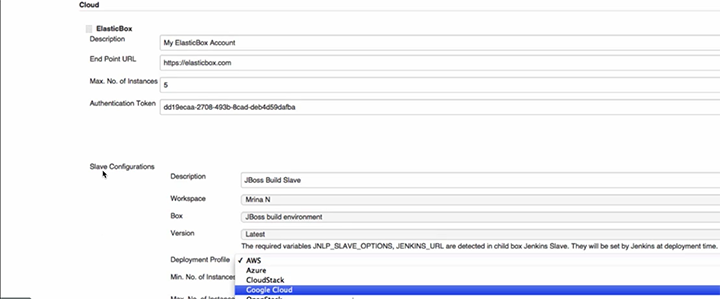 Cloud
ElasticBox
Description My ElasticBox Account
End Point URL https://elasticbox.com
Max. No. of Instances 5
Authentication Token dd19ecaa-2708-493b-8cad-deb4d59dafba
Slave Configurations
Description JBoss Build Slave
Workspace Mrina N
Box JBoss build environment
Version Latest
The required variables JNLP_SLAVE_OPTIONS, JENKINS_URL are detected in child box Jenkins Slave. They will be set by Jenkins at deployment time.
Deployment Profile ✓ AWS
Azure
Min. No. of Instances CloudStack
Google Cloud
Max. No. of Instances OpenStack